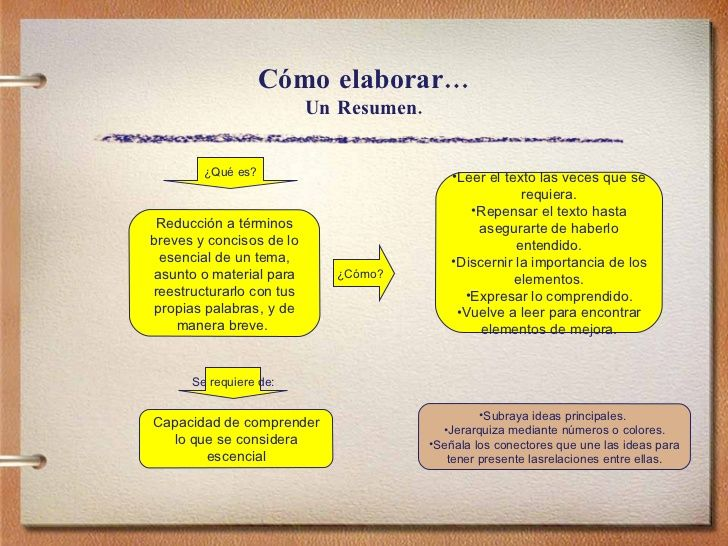 Cómo elaborar…
Un Resumen.
¿Qué es?
Reducción a términos
breves y concisos de lo
esencial de un tema,
asunto o material para
reestructurarlo con tus
propias palabras, y de
manera breve.
¿Cómo?
•Leer el texto las veces que se
requiera.
•Repensar el texto hasta
asegurarte de haberlo
entendido.
•Discernir la importancia de los
elementos.
•Expresar lo comprendido.
•Vuelve a leer para encontrar
elementos de mejora.
Se requiere de:
Capacidad de comprender
lo que se considera
escencial
•Subraya ideas principales.
•Jerarquiza mediante números o colores.
•Señala los conectores que une las ideas para
tener presente lasrelaciones entre ellas.